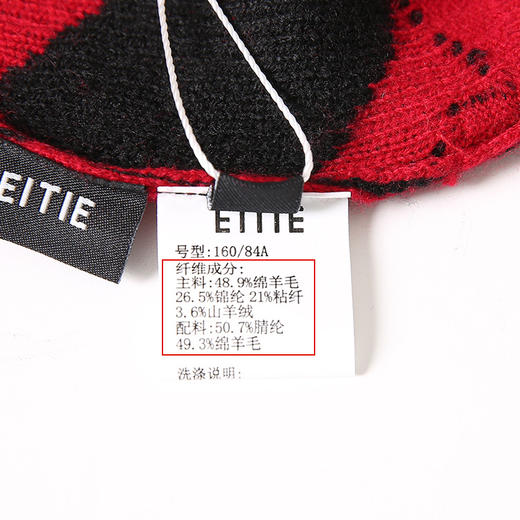 EITIE
EITIE
号型:160/84A
纤维成分:
主料:48.9%绵羊毛
26.5%锦纶 21%粘纤
3.6%山羊绒
配料:50.7%腈纶
49.3%绵羊毛
洗涤说明: